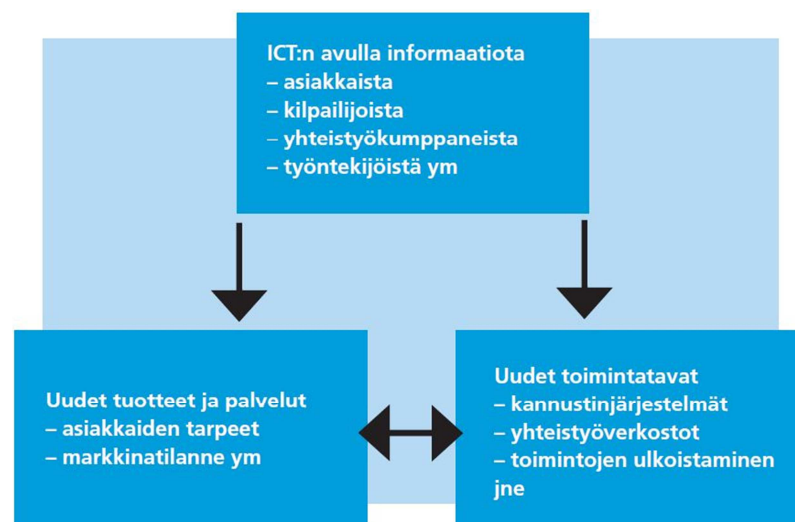 ICT:n avulla informaatiota
– asiakkaista
– kilpailijoista
– yhteistyökumppaneista
– työntekijöistä ym
Uudet tuotteet ja palvelut
– asiakkaiden tarpeet
– markkinatilanne ym
Uudet toimintatavat
– kannustinjärjestelmät
– yhteistyöverkostot
– toimintojen ulkoistaminen
jne